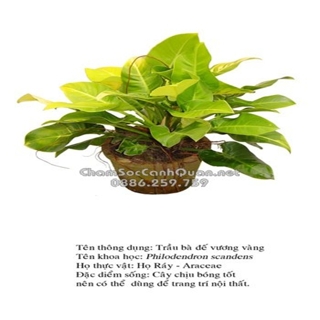 ChamSocCanhQuan.net
0886.259.759
Tên thông dụng: Trầu bà đế vương vàng
Tên khoa học: Philodendron scandens
Họ thực vật: Họ Ráy - Araceae
Đặc điểm sống: Cây chịu bóng tốt
nên có thể dùng để trang trí nội thất.